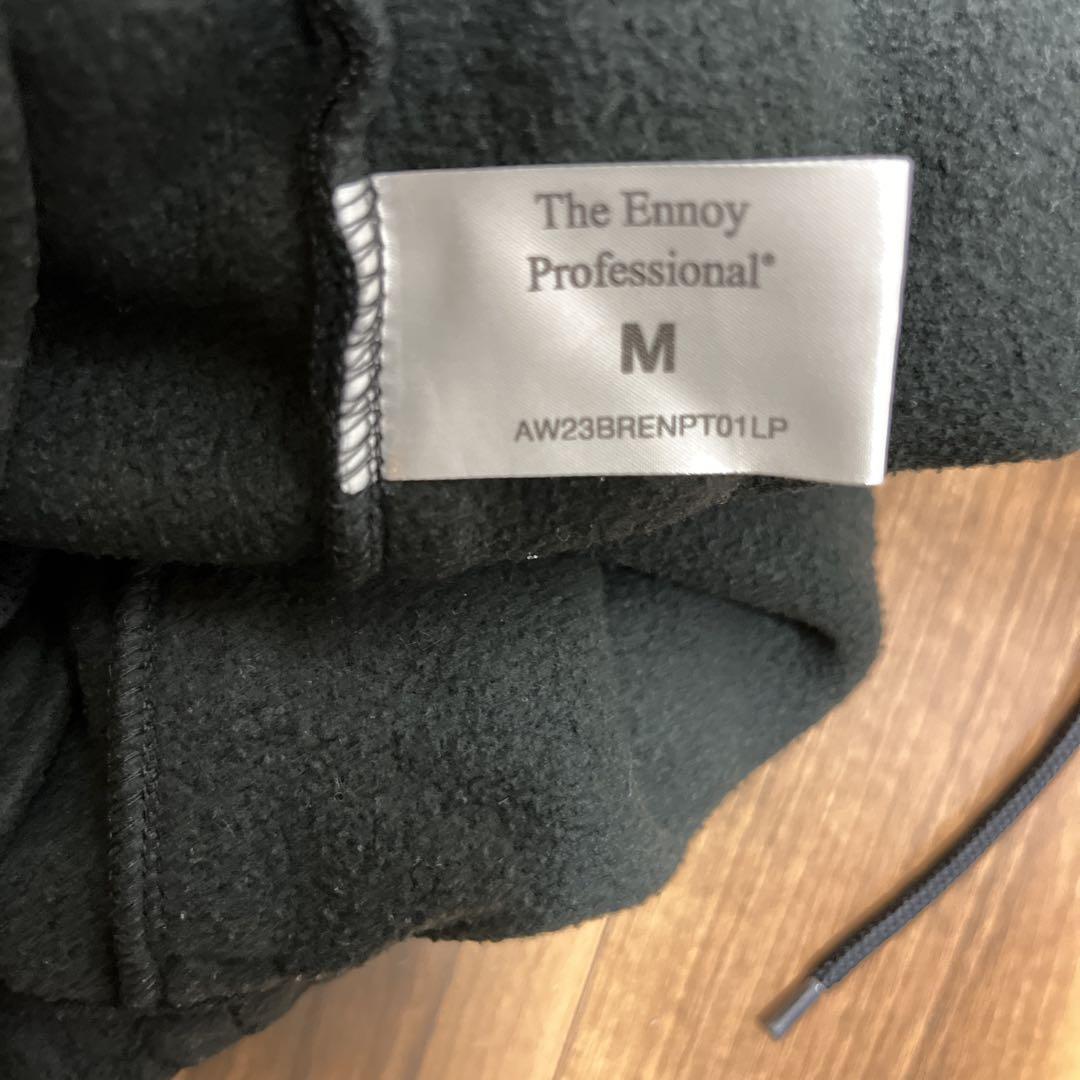 The Ennoy
Professional®
M
AW23BRENPT01LP